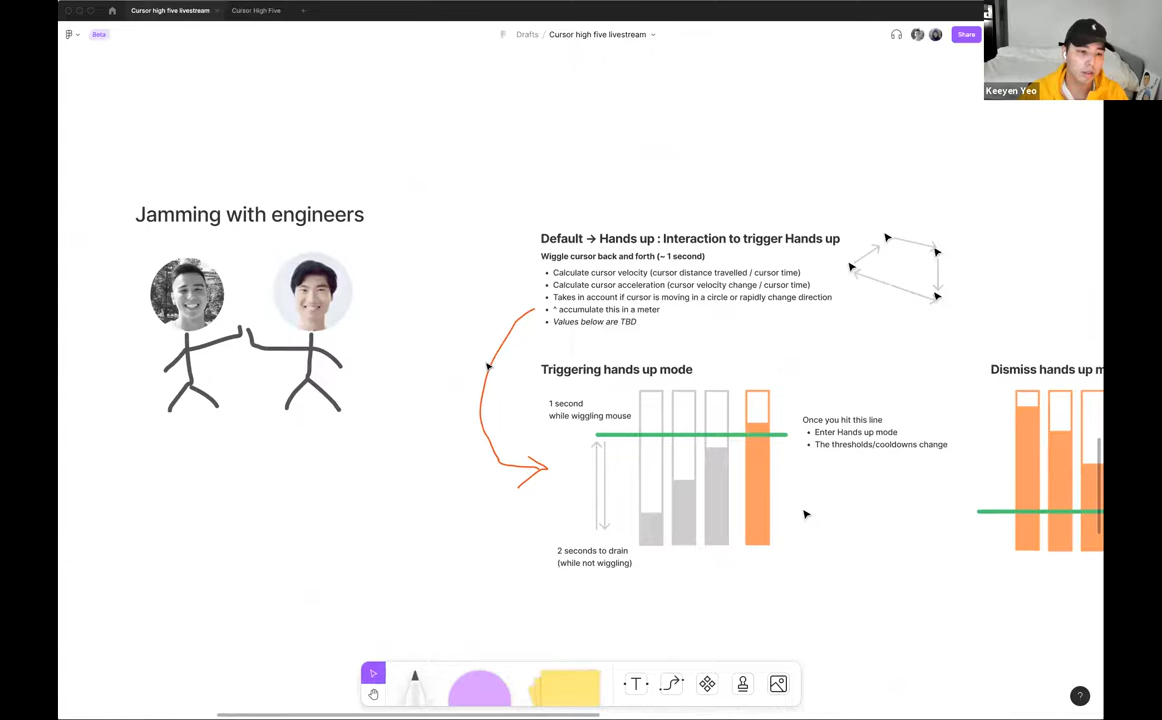 Cursor high five livestream
Cursor High Five
Beta
Drafts / Cursor high five livestream
Share
Keeyen Yeo
Jamming with engineers
Default → Hands up : Interaction to trigger Hands up
Wiggle cursor back and forth (~ 1 second)
• Calculate cursor velocity (cursor distance travelled / cursor time)
• Calculate cursor acceleration (cursor velocity change / cursor time)
• Takes in account if cursor is moving in a circle or rapidly change direction
• ^ accumulate this in a meter
• Values below are TBD
Triggering hands up mode
Dismiss hands up m
1 second
while wiggling mouse
Once you hit this line
• Enter Hands up mode
• The thresholds/cooldowns change
2 seconds to drain
(while not wiggling)
T
?